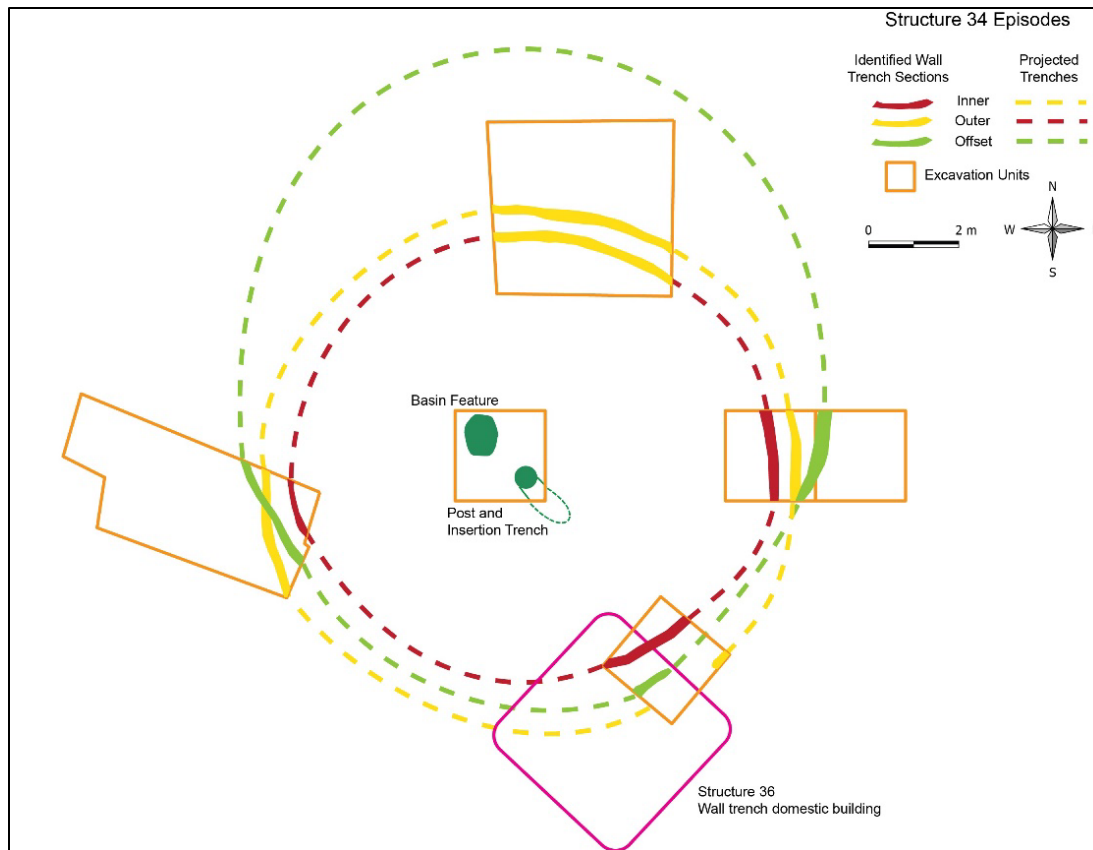 Structure 34 Episodes
Identified Wall
Trench Sections
Projected
Trenches
Inner
Outer
Offset
Excavation Units
N
0 2 m
W
S
Basin Feature
Post and
Insertion Trench
Structure 36
Wall trench domestic building